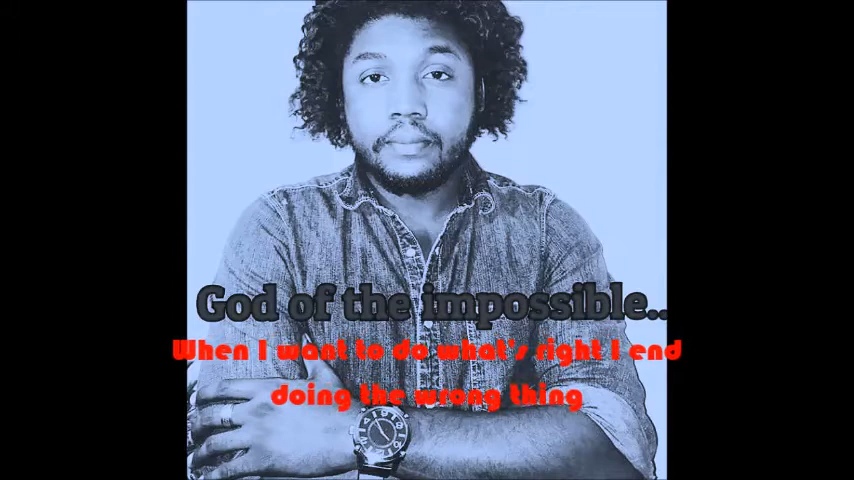 God of the impossible..
When I want to do what's right I end
doing the wrong thing